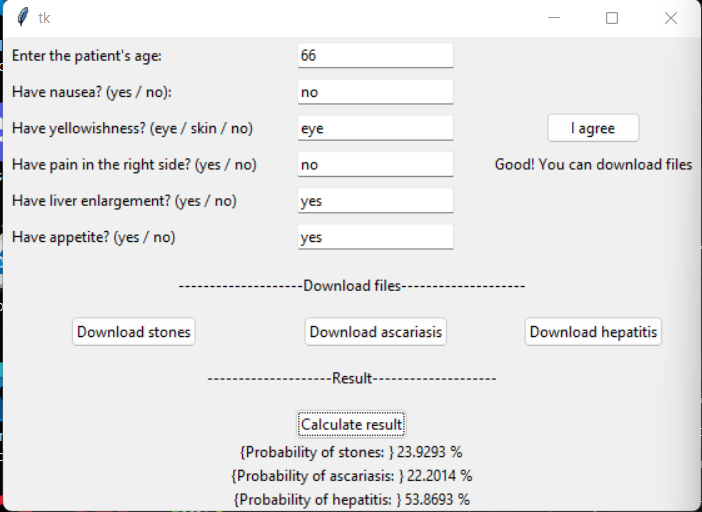 tk
Enter the patient's age: 66
Have nausea? (yes / no): no
Have yellowishness? (eye / skin / no) eye I agree
Have pain in the right side? (yes / no) no Good! You can download files
Have liver enlargement? (yes / no) yes
Have appetite? (yes / no) yes
--------------------Download files--------------------
Download stones Download ascariasis Download hepatitis
--------------------Result--------------------
Calculate result
{Probability of stones: } 23.9293 %
{Probability of ascariasis: } 22.2014 %
{Probability of hepatitis: } 53.8693 %